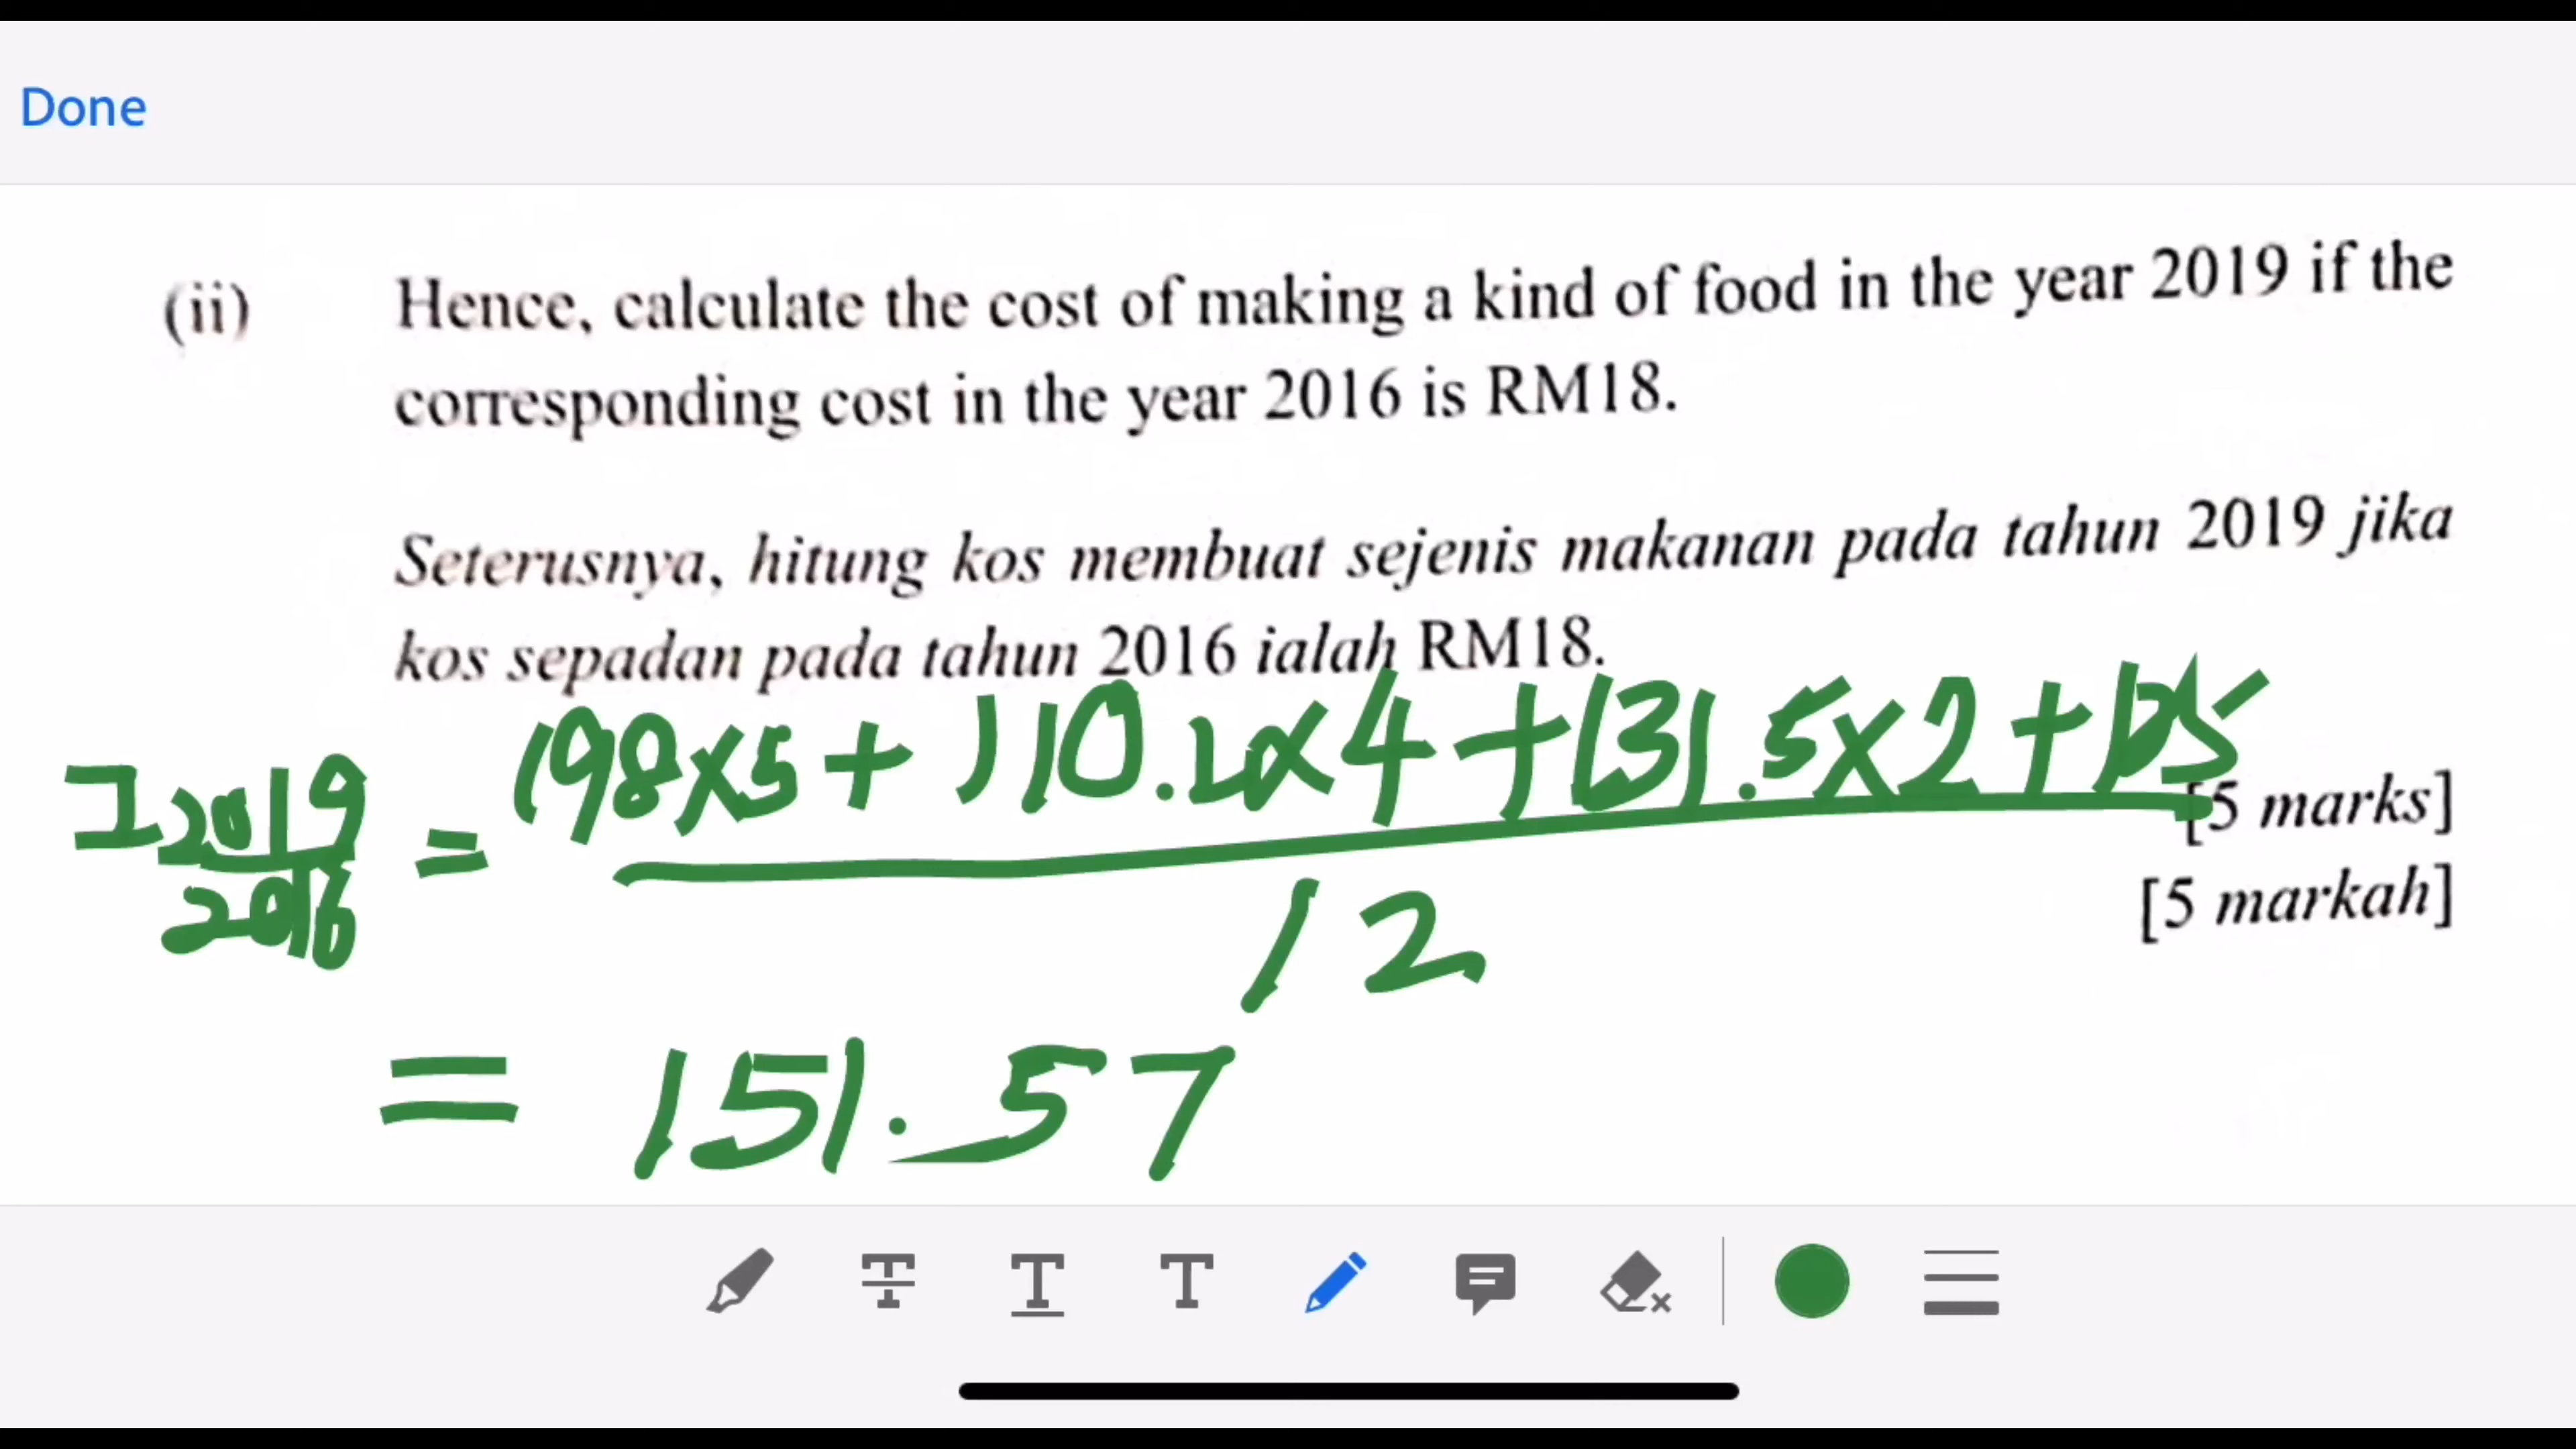 Done
(ii) Hence, calculate the cost of making a kind of food in the year 2019 if the
corresponding cost in the year 2016 is RM18.
Seterusnya, hitung kos membuat sejenis makanan pada tahun 2019 jika
kos sepadan pada tahun 2016 ialah RM18.
[5 marks]
[5 markah]
I 2019/2016 = 198x5 + 110.2x4 + 131.5x2 + 125
12
= 151.57